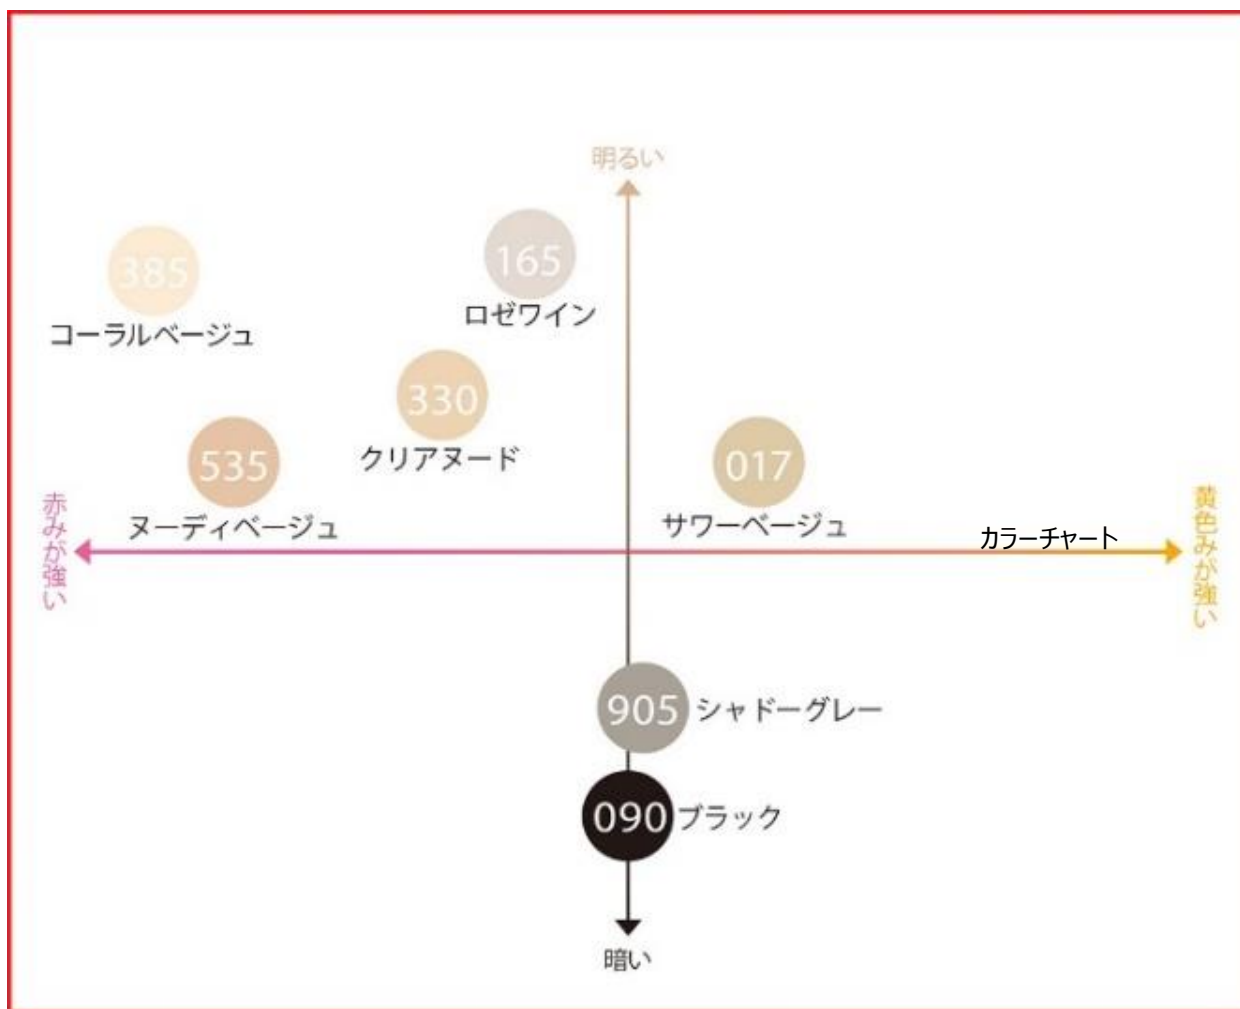 明るい
385
コーラルベージュ
165
ロゼワイン
330
クリアヌード
535
ヌーディベージュ
017
サワーベージュ
赤みが強い
カラーチャート
黄色みが強い
905
シャドーグレー
090
ブラック
暗い